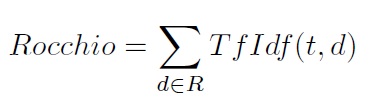 Rocchio = ∑ TfIdf(t, d)
d∈R